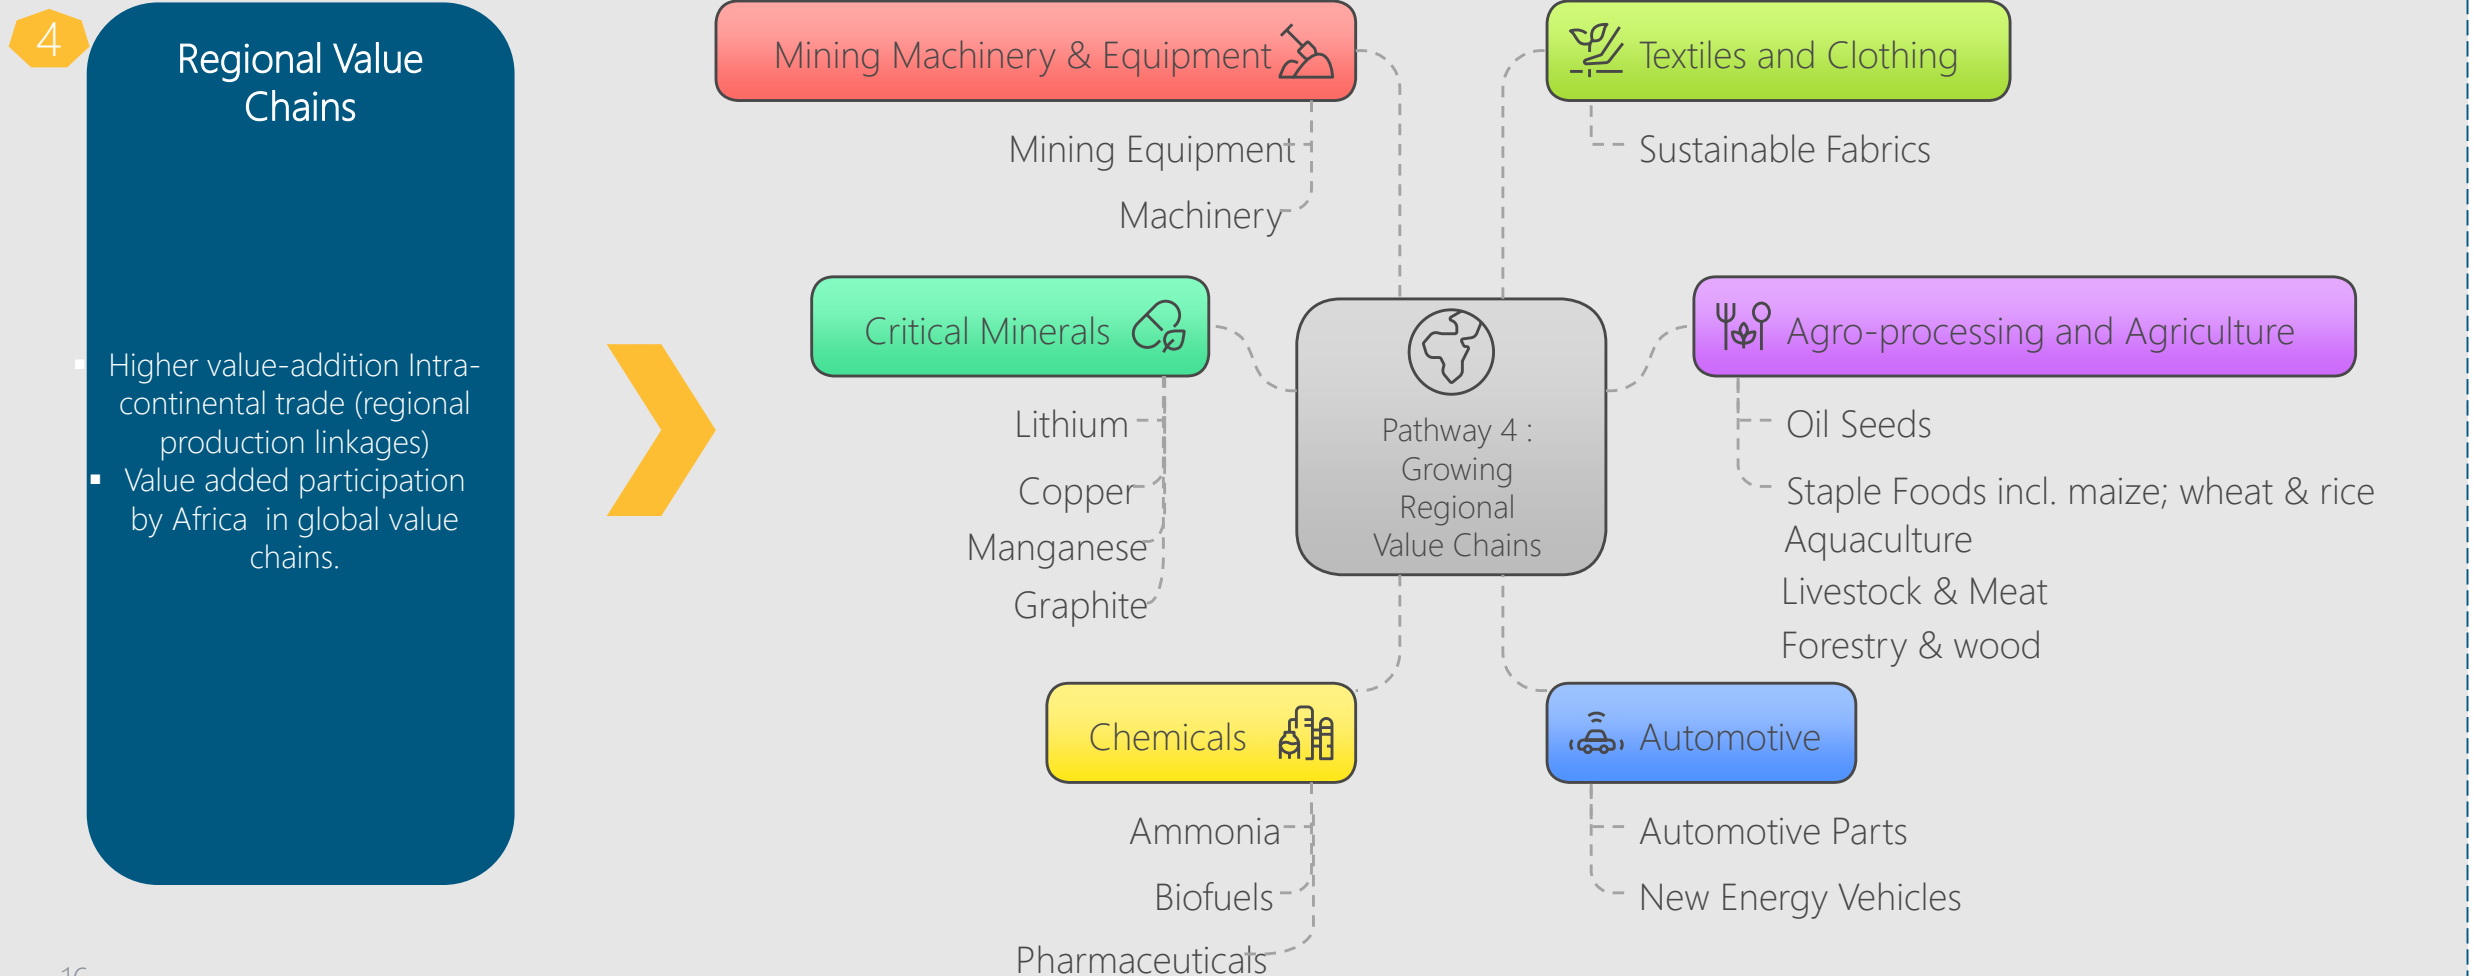 4
Regional Value
Chains
▪ Higher value-addition Intra-
continental trade (regional
production linkages)
▪ Value added participation
by Africa in global value
chains.
Mining Machinery & Equipment
Mining Equipment
Machinery
Critical Minerals
Lithium
Copper
Manganese
Graphite
Chemicals
Ammonia
Biofuels
Pharmaceuticals
Pathway 4 :
Growing
Regional
Value Chains
Textiles and Clothing
Sustainable Fabrics
Agro-processing and Agriculture
Oil Seeds
Staple Foods incl. maize; wheat & rice
Aquaculture
Livestock & Meat
Forestry & wood
Automotive
Automotive Parts
New Energy Vehicles